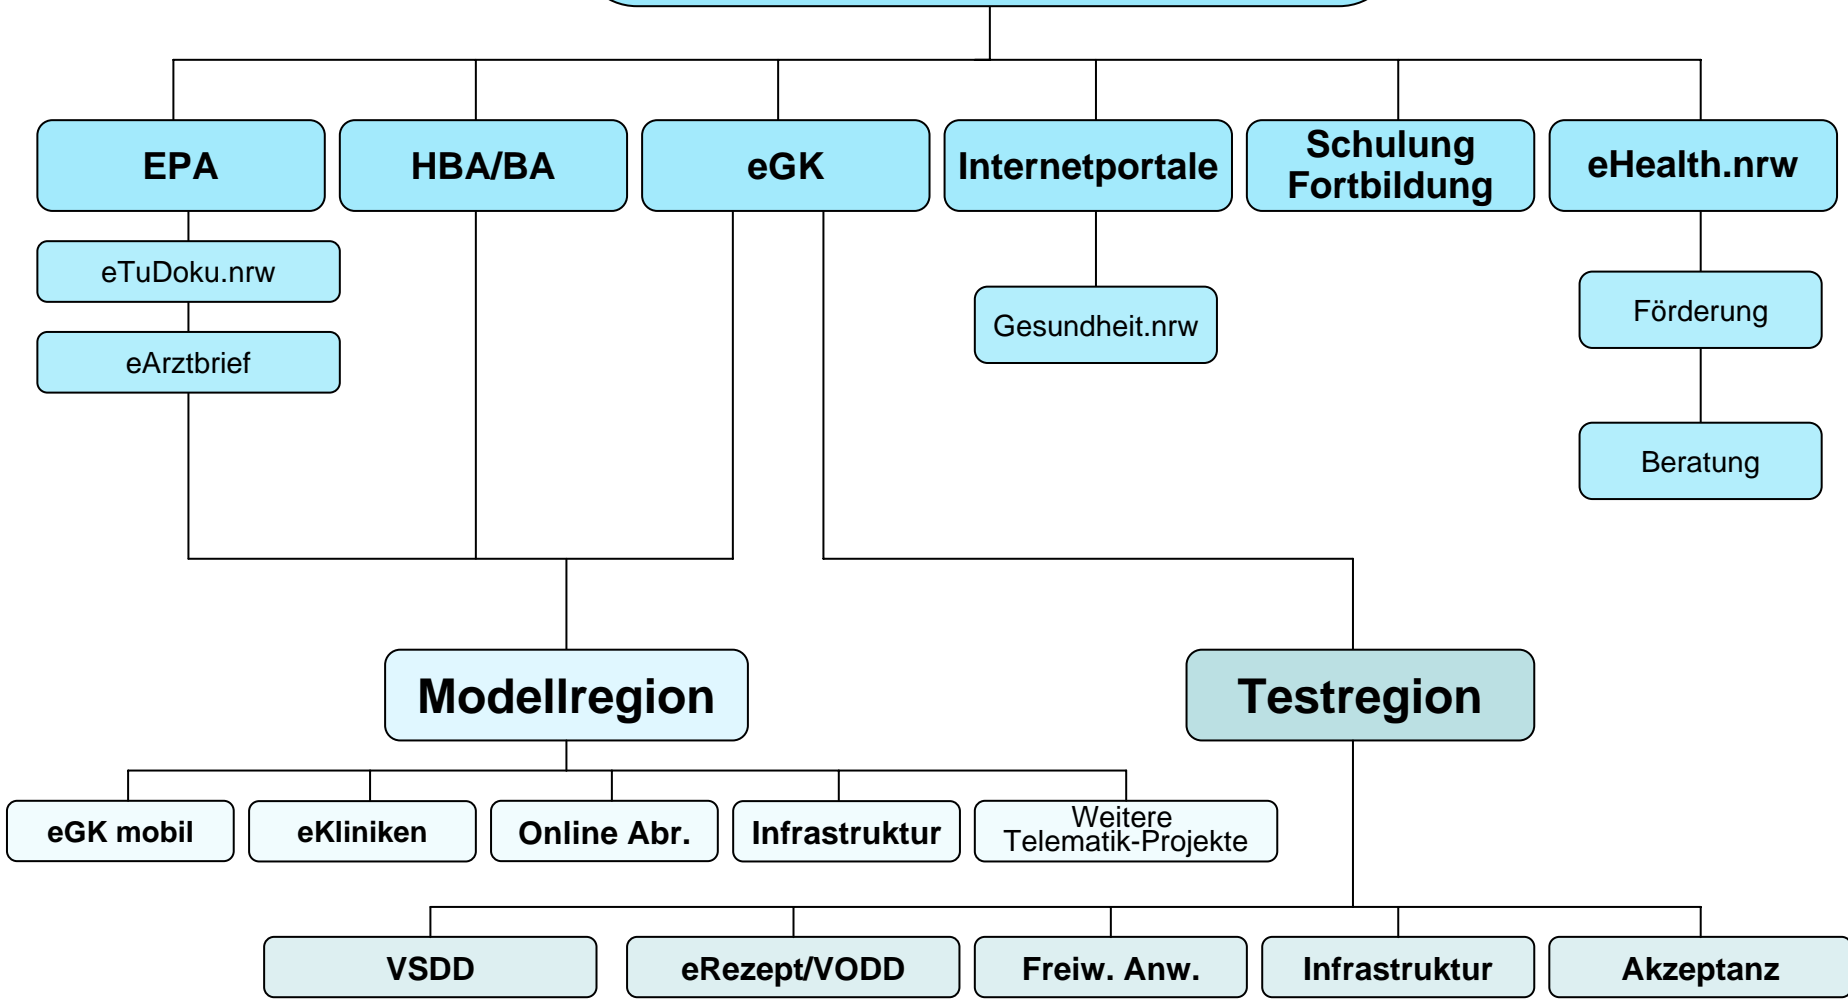 EPA
HBA/BA
eGK
Internetportale
Schulung
Fortbildung
eHealth.nrw
eTuDoku.nrw
eArztbrief
Gesundheit.nrw
Förderung
Beratung
Modellregion
Testregion
eGK mobil
eKliniken
Online Abr.
Infrastruktur
Weitere
Telematik-Projekte
VSDD
eRezept/VODD
Freiw. Anw.
Infrastruktur
Akzeptanz